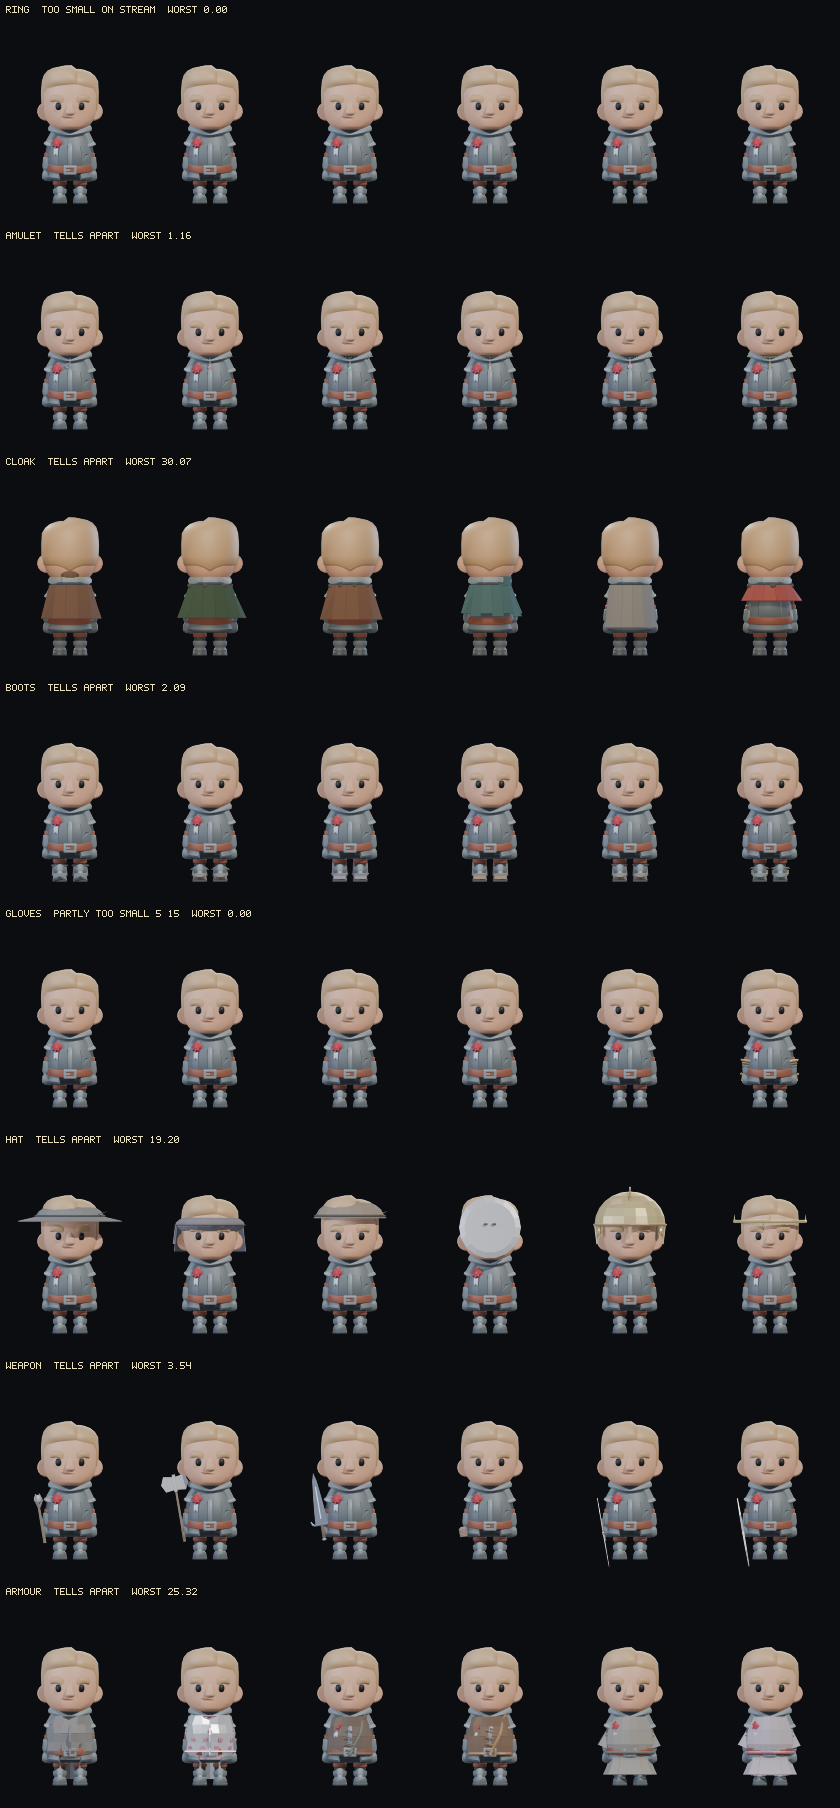 RING TOO SMALL ON STREAM WORST 0.00
AMULET TELLS APART WORST 1.16
CLOAK TELLS APART WORST 30.07
BOOTS TELLS APART WORST 2.09
GLOVES PARTLY TOO SMALL 5 15 WORST 0.00
HAT TELLS APART WORST 19.20
WEAPON TELLS APART WORST 3.54
ARMOUR TELLS APART WORST 25.32